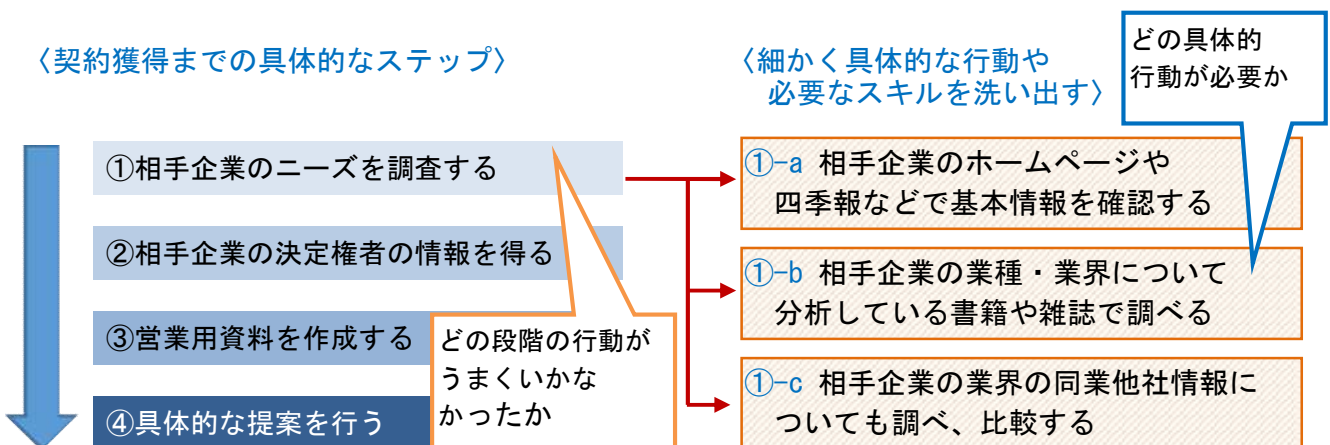 〈契約獲得までの具体的なステップ〉
①相手企業のニーズを調査する
②相手企業の決定権者の情報を得る
③営業用資料を作成する
④具体的な提案を行う
どの段階の行動が
うまくいかな
かったか
〈細かく具体的な行動や
必要なスキルを洗い出す〉
どの具体的
行動が必要か
①-a 相手企業のホームページや
四季報などで基本情報を確認する
①-b 相手企業の業種・業界について
分析している書籍や雑誌で調べる
①-c 相手企業の業界の同業他社情報に
ついても調べ、比較する